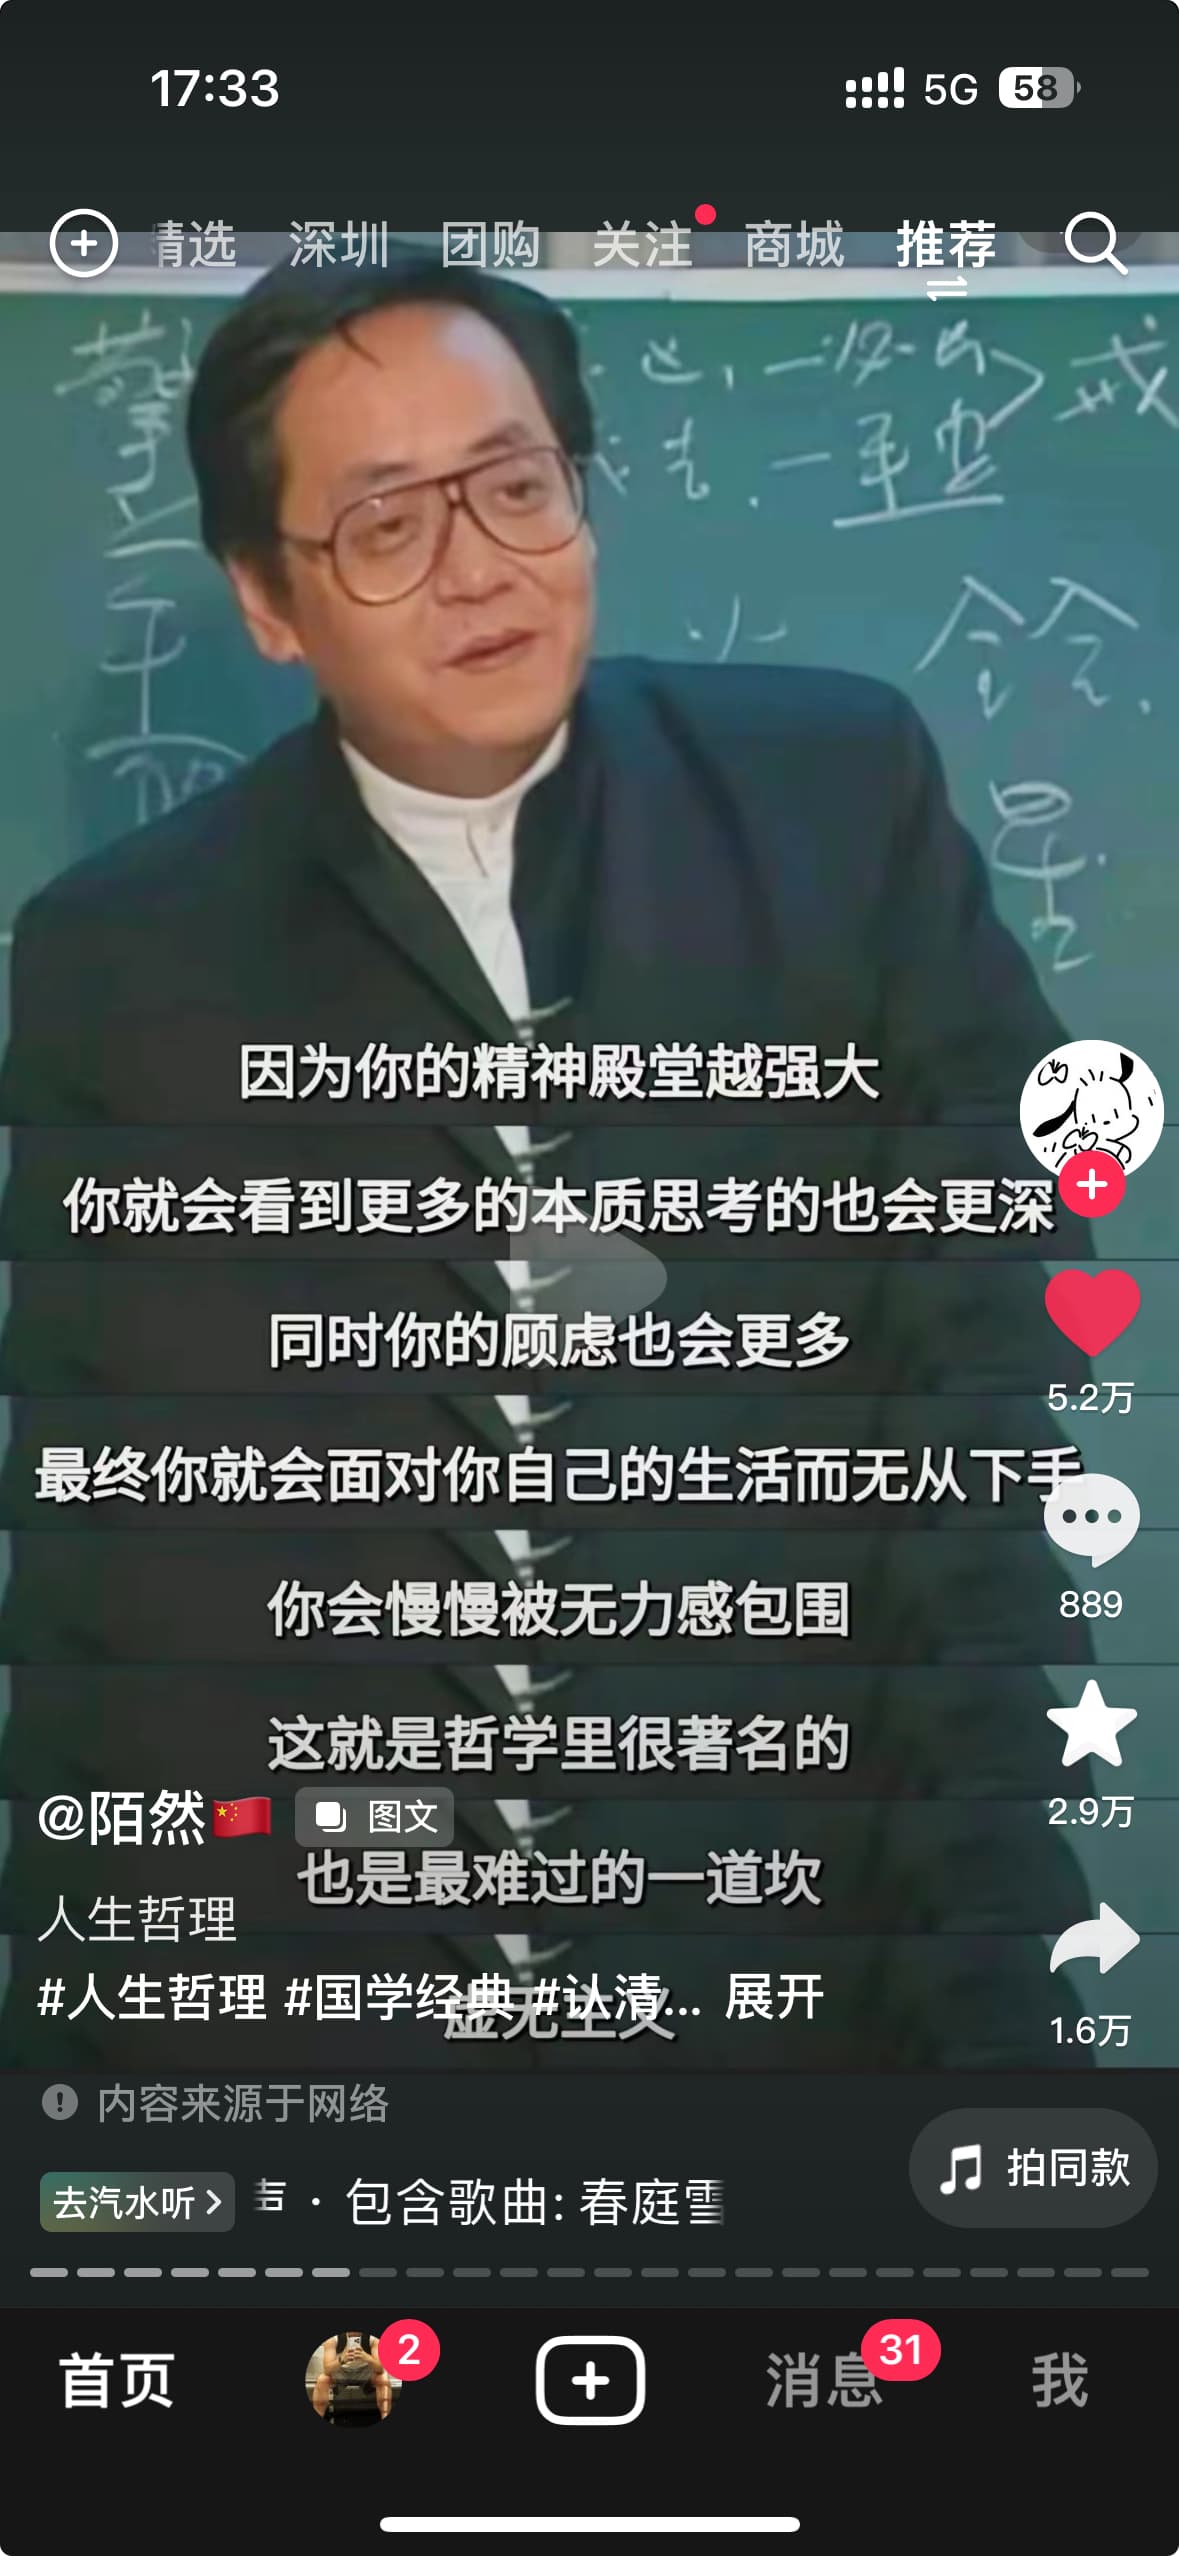 17:33
5G 58
精选 深圳 团购 关注 商城 推荐
因为你的精神殿堂越强大
你就会看到更多的本质思考的也会更深
同时你的顾虑也会更多
5.2万
最终你就会面对你自己的生活而无从下手
你会慢慢被无力感包围
889
这就是哲学里很著名的
2.9万
@陌然🇨🇳 图文
也是最难过的一道坎
人生哲理
#人生哲理 #国学经典 #认清... 展开
虚无主义
1.6万
内容来源于网络
去汽水听 · 包含歌曲: 春庭雪
拍同款
首页 2 消息 31 我